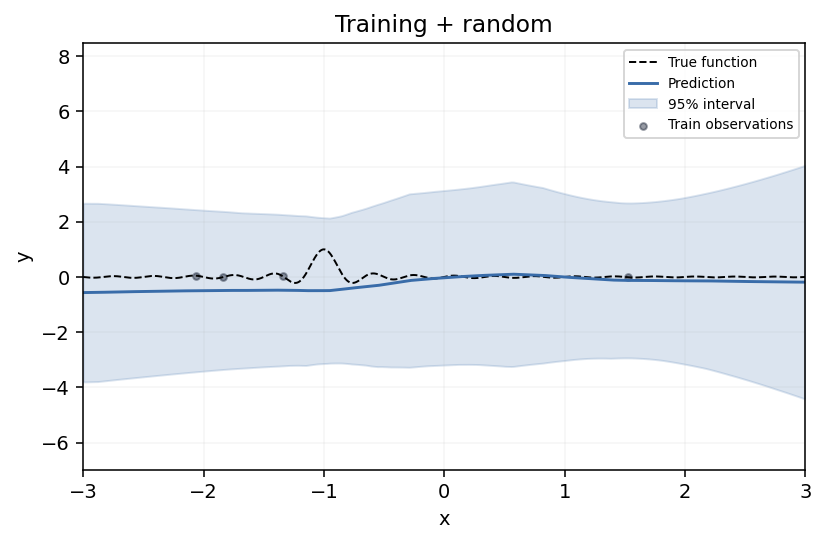 Training + random
8
6
4
2
0
−2
−4
−6
y
True function
Prediction
95% interval
Train observations
−3 −2 −1 0 1 2 3
x